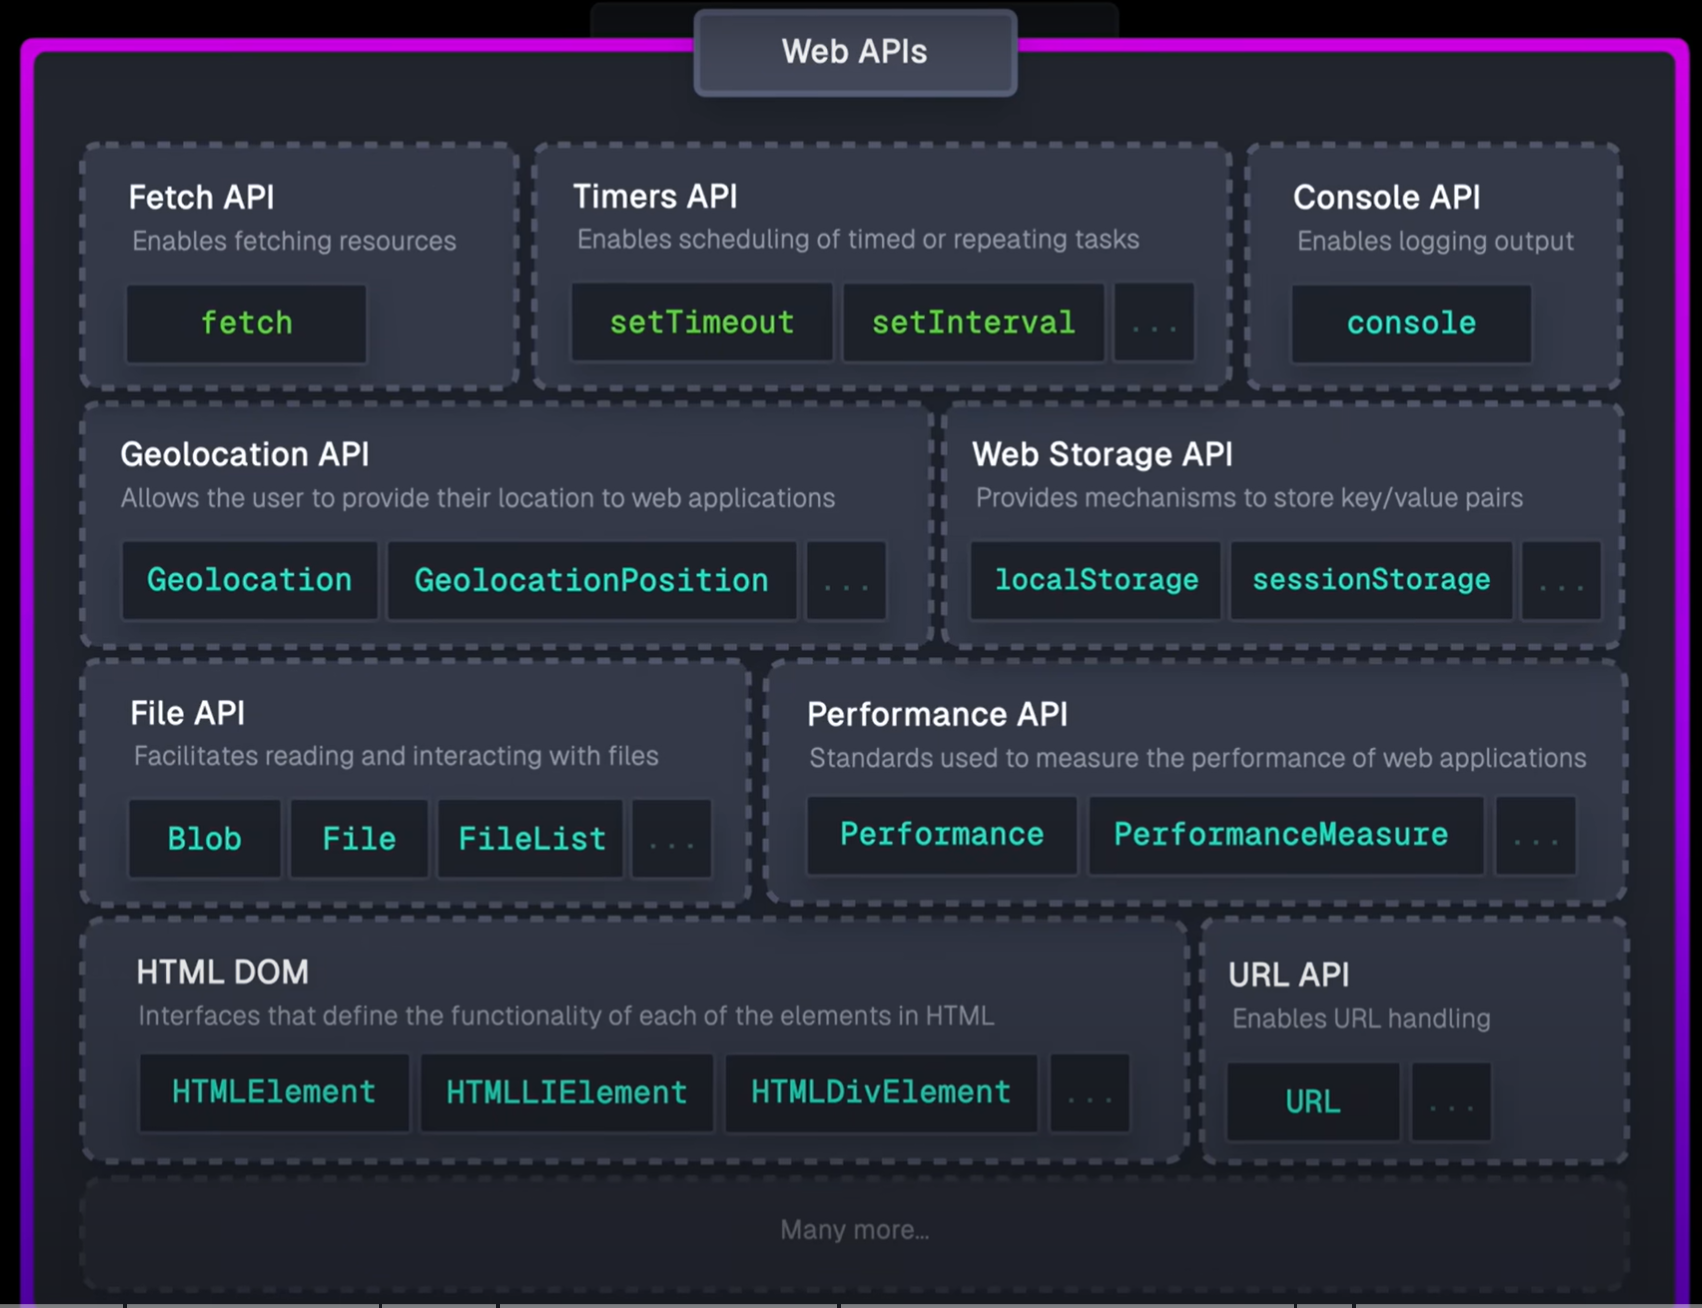 Web APIs
Fetch API
Enables fetching resources
fetch
Timers API
Enables scheduling of timed or repeating tasks
setTimeout setInterval ...
Console API
Enables logging output
console
Geolocation API
Allows the user to provide their location to web applications
Geolocation GeolocationPosition ...
Web Storage API
Provides mechanisms to store key/value pairs
localStorage sessionStorage ...
File API
Facilitates reading and interacting with files
Blob File FileList ...
Performance API
Standards used to measure the performance of web applications
Performance PerformanceMeasure ...
HTML DOM
Interfaces that define the functionality of each of the elements in HTML
HTMLElement HTMLLIElement HTMLDivElement ...
URL API
Enables URL handling
URL ...
Many more...